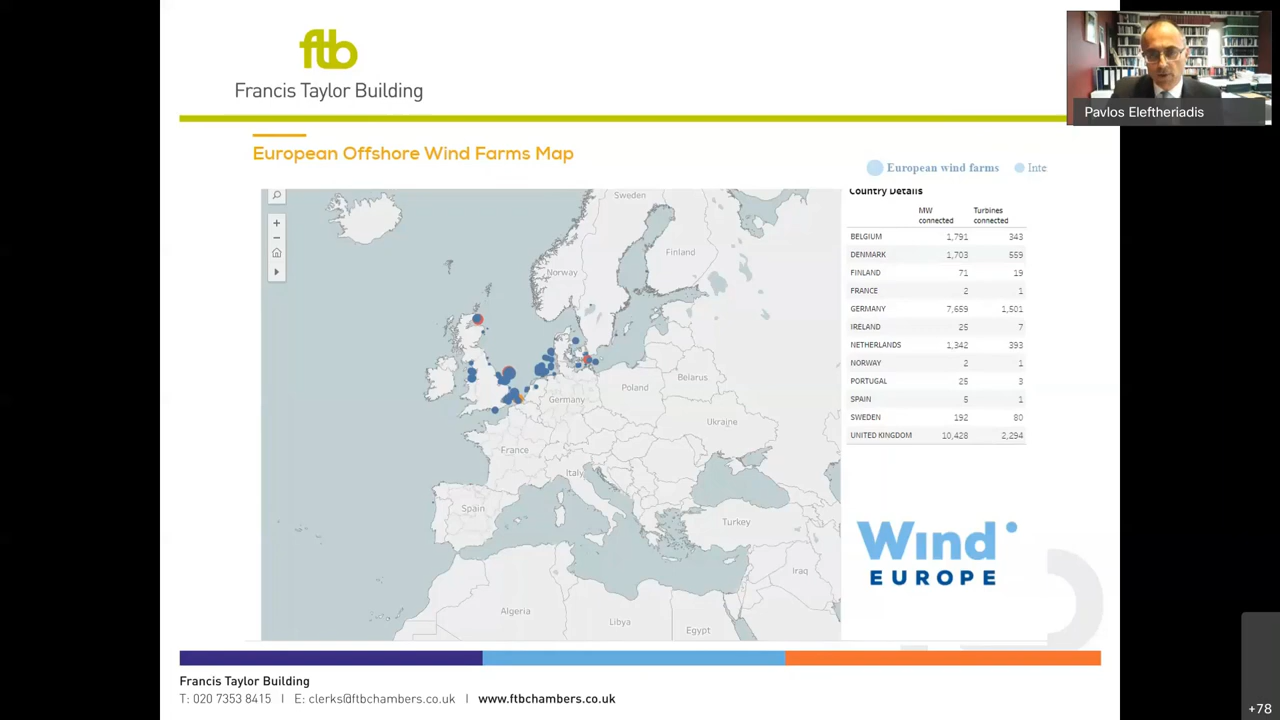 ftb
Francis Taylor Building
Pavlos Eleftheriadis
European Offshore Wind Farms Map
European wind farms Inte
Country Details
MW connected Turbines connected
BELGIUM 1,791 343
DENMARK 1,703 559
FINLAND 71 19
FRANCE 2 1
GERMANY 7,659 1,501
IRELAND 25 7
NETHERLANDS 1,342 393
NORWAY 2 1
PORTUGAL 25 3
SPAIN 5 1
SWEDEN 192 80
UNITED KINGDOM 10,428 2,294
Sweden
Finland
Norway
Belarus
Poland
Germany
Ukraine
France
Italy
Spain
Turkey
Iraq
Algeria
Libya
Egypt
Wind
EUROPE
Francis Taylor Building
T: 020 7353 8415 I E: clerks@ftbchambers.co.uk I www.ftbchambers.co.uk
+78